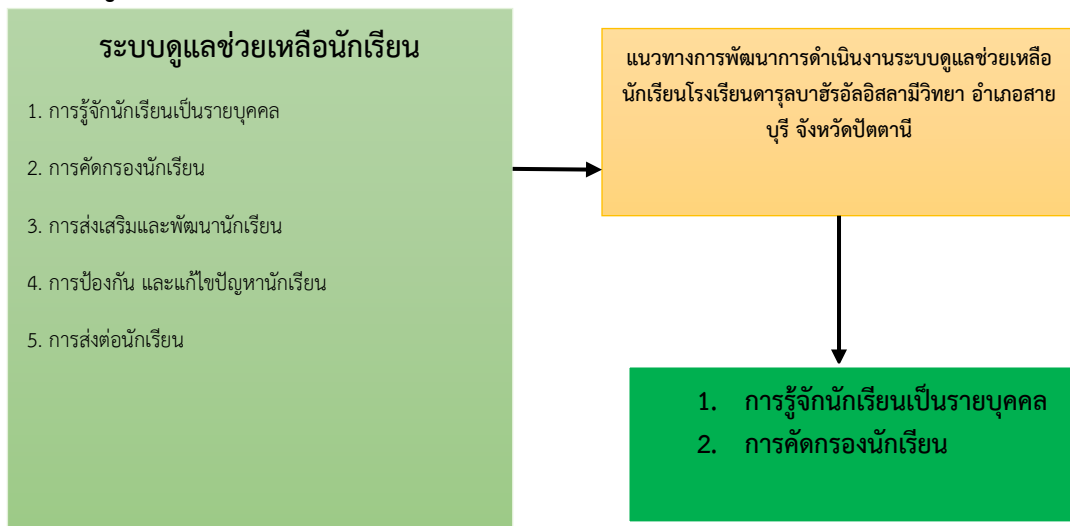 ระบบดูแลช่วยเหลือนักเรียน
1. การรู้จักนักเรียนเป็นรายบุคคล
2. การคัดกรองนักเรียน
3. การส่งเสริมและพัฒนานักเรียน
4. การป้องกัน และแก้ไขปัญหานักเรียน
5. การส่งต่อนักเรียน
แนวทางการพัฒนาการดำเนินงานระบบดูแลช่วยเหลือ
นักเรียนโรงเรียนดารุลบาฮัรอัลอิสลามีวิทยา อำเภอสาย
บุรี จังหวัดปัตตานี
1. การรู้จักนักเรียนเป็นรายบุคคล
2. การคัดกรองนักเรียน